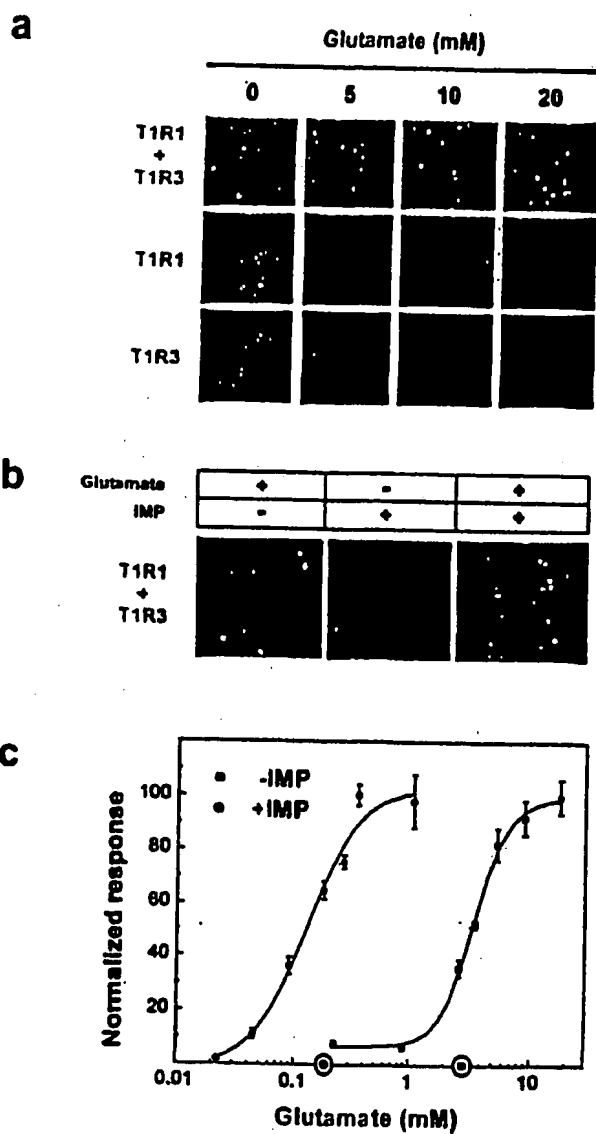 a
Glutamate (mM)
0 5 10 20
T1R1
+
T1R3
T1R1
T1R3
b
Glutamate + - +
IMP - + +
T1R1
+
T1R3
c
Normalized response
100
80
60
40
20
-IMP
+IMP
0.01 0.1 1 10
Glutamate (mM)